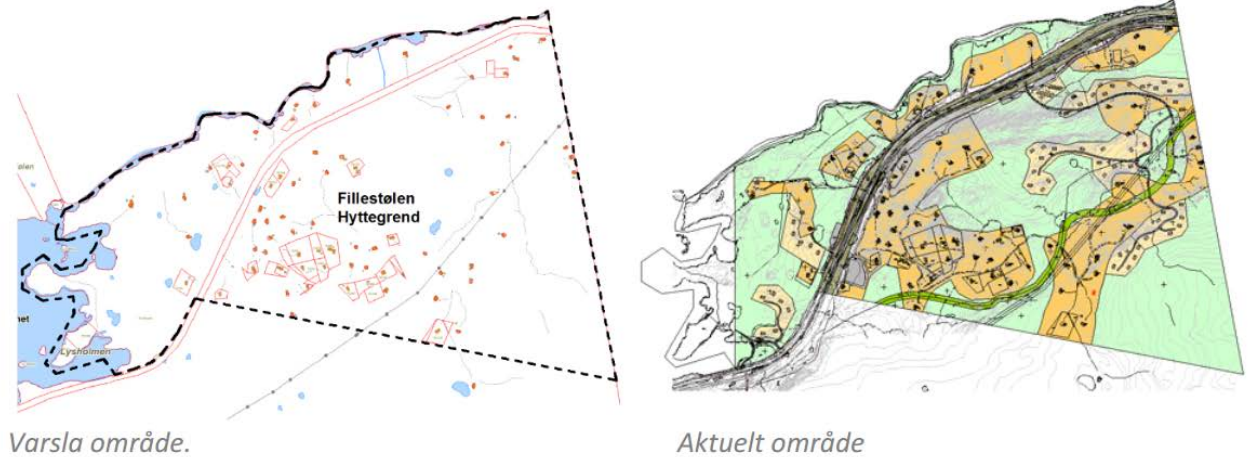 Fillestølen
Hyttegrend
Lysholmen
Varsla område.
Aktuelt område